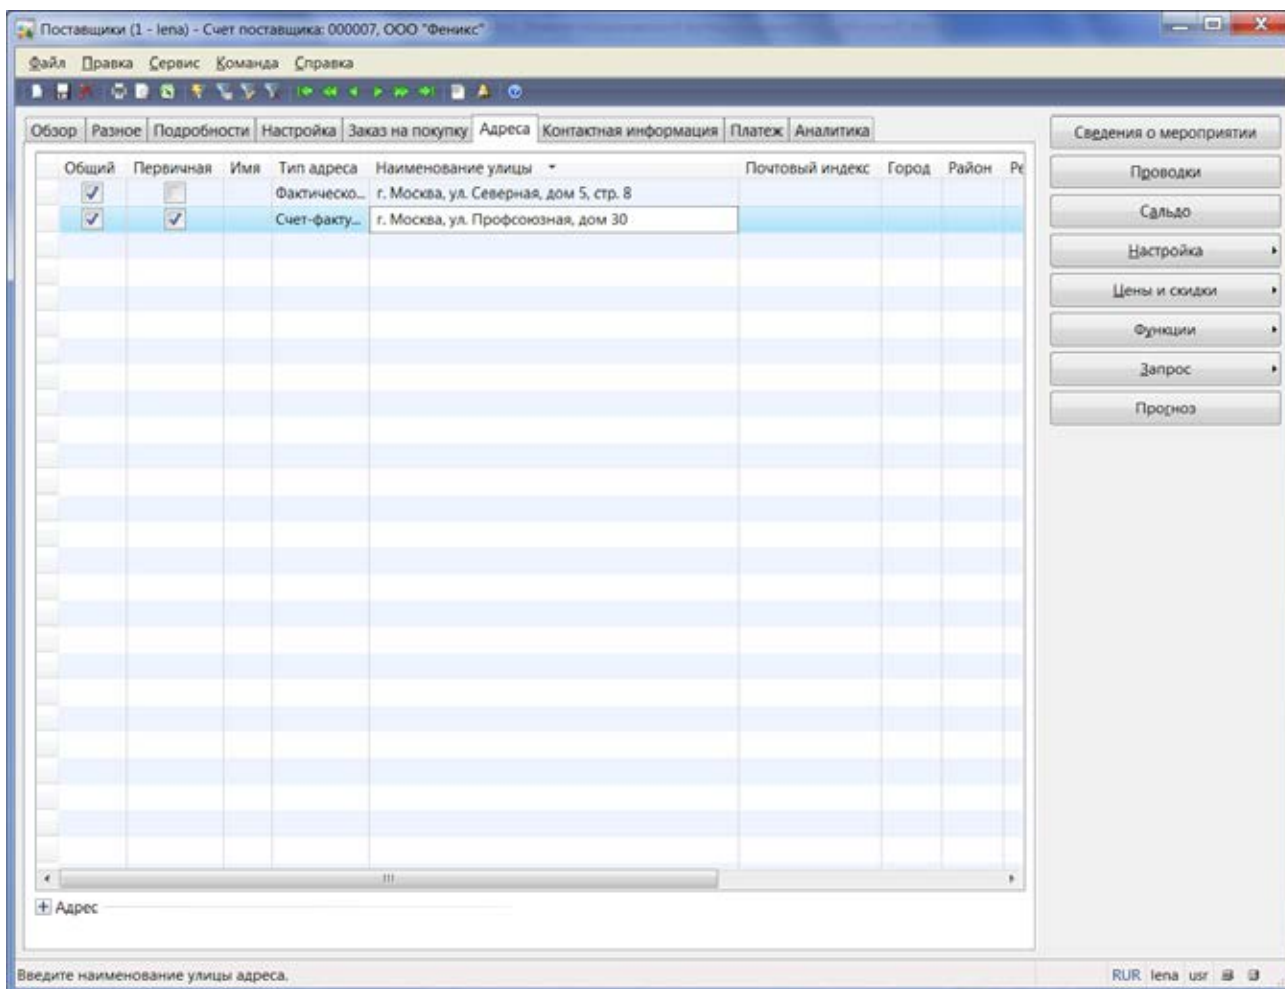 Поставщики (1 - lena) - Счет поставщика: 000007, ООО "Феникс"
Файл Правка Сервис Команда Справка
Обзор Разное Подробности Настройка Заказ на покупку Адреса Контактная информация Платеж Аналитика
Общий Первичная Имя Тип адреса Наименование улицы Почтовый индекс Город Район Ре
Фактическо... г. Москва, ул. Северная, дом 5, стр. 8
Счет-факту... г. Москва, ул. Профсоюзная, дом 30
Сведения о мероприятии
Проводки
Сальдо
Настройка
Цены и скидки
Функции
Запрос
Прогноз
Адрес
Введите наименование улицы адреса.
RUR lena usr